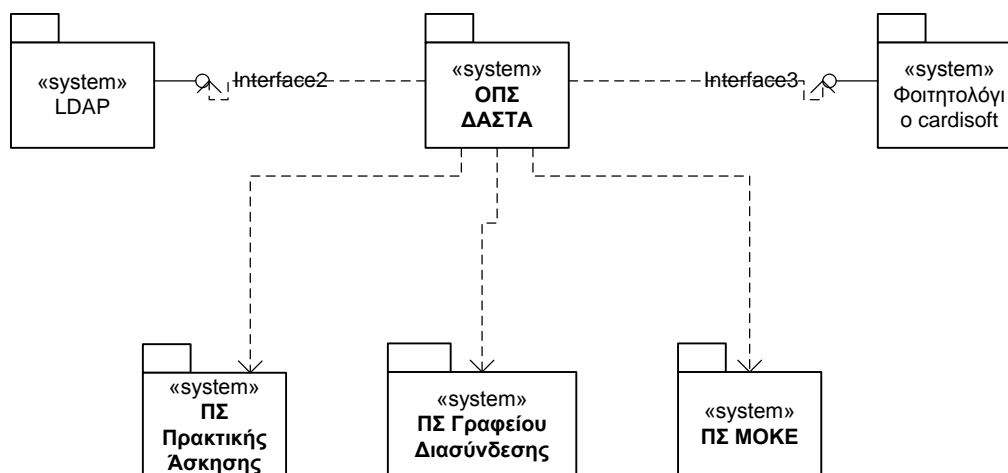 «system»
LDAP
Interface2
«system»
ΟΠΣ
ΔΑΣΤΑ
Interface3
«system»
Φοιτητολόγι
ο cardisoft
«system»
ΠΣ
Πρακτικής
Άσκησης
«system»
ΠΣ Γραφείου
Διασύνδεσης
«system»
ΠΣ ΜΟΚΕ